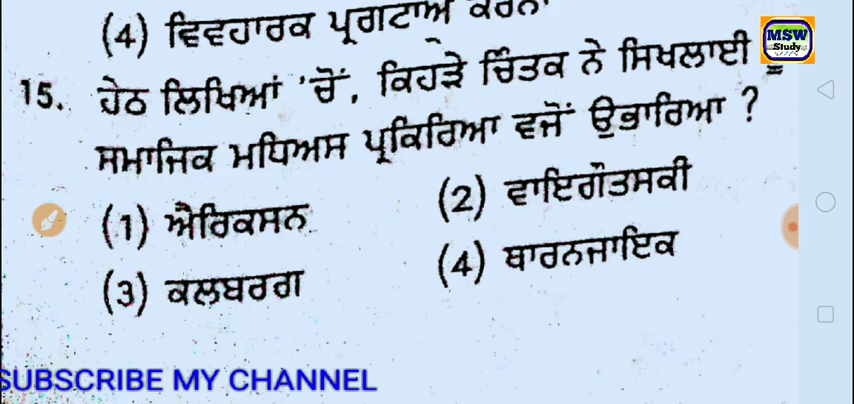 (4) ਵਿਵਹਾਰਕ ਪ੍ਰਗਟਾਅ ਕਰਨਾ
MSW
Study
15. ਹੇਠ ਲਿਖਿਆਂ 'ਚੋਂ, ਕਿਹੜੇ ਚਿੰਤਕ ਨੇ ਸਿਖਲਾਈ ਨੂੰ
ਸਮਾਜਿਕ ਮਧਿਅਸ ਪ੍ਰਕਿਰਿਆ ਵਜੋਂ ਉਭਾਰਿਆ ?
(1) ਐਰਿਕਸਨ (2) ਵਾਇਗੌਤਸਕੀ
(3) ਕਲਬਰਗ (4) ਥਾਰਨਜਾਇਕ
SUBSCRIBE MY CHANNEL